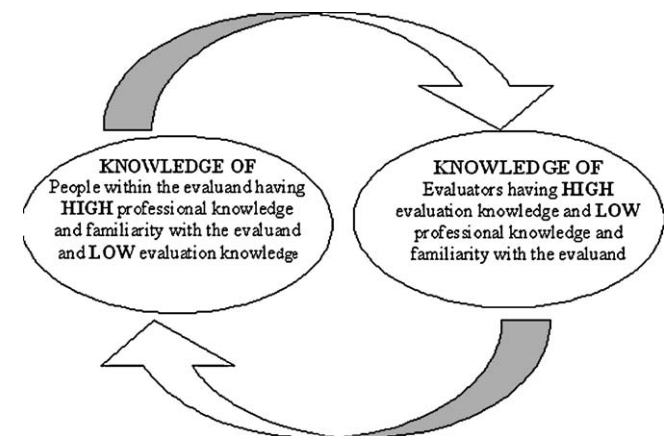 KNOWLEDGE OF
People within the evaluand having
HIGH professional knowledge
and familiarity with the evaluand
and LOW evaluation knowledge
KNOWLEDGE OF
Evaluators having HIGH
evaluation knowledge and LOW
professional knowledge and
familiarity with the evaluand